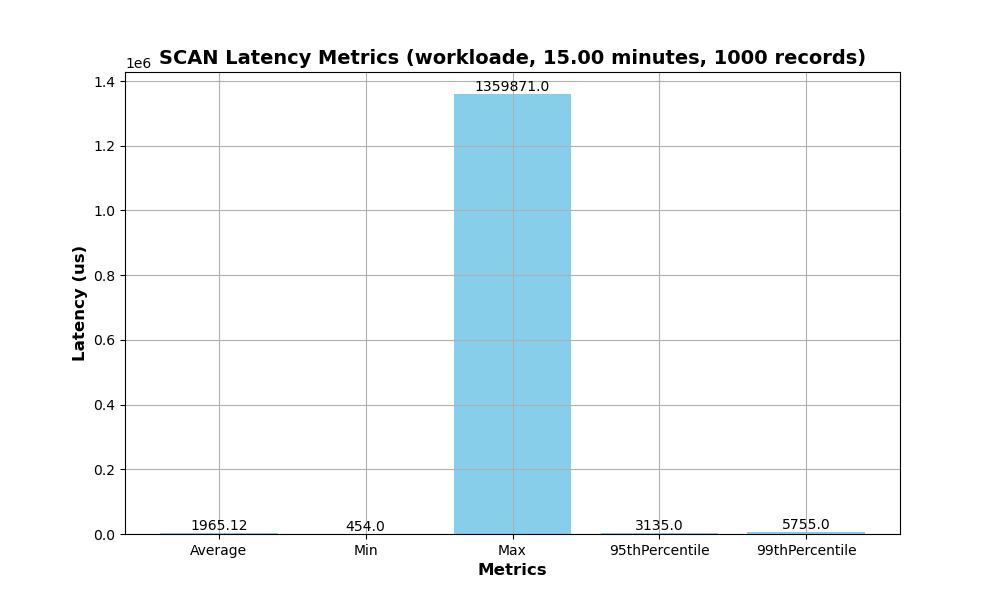 SCAN Latency Metrics (workloade, 15.00 minutes, 1000 records)
1e6
1.4
1.2
1.0
0.8
0.6
0.4
0.2
0.0
Latency (us)
1965.12
454.0
1359871.0
3135.0
5755.0
Average
Min
Max
95thPercentile
99thPercentile
Metrics